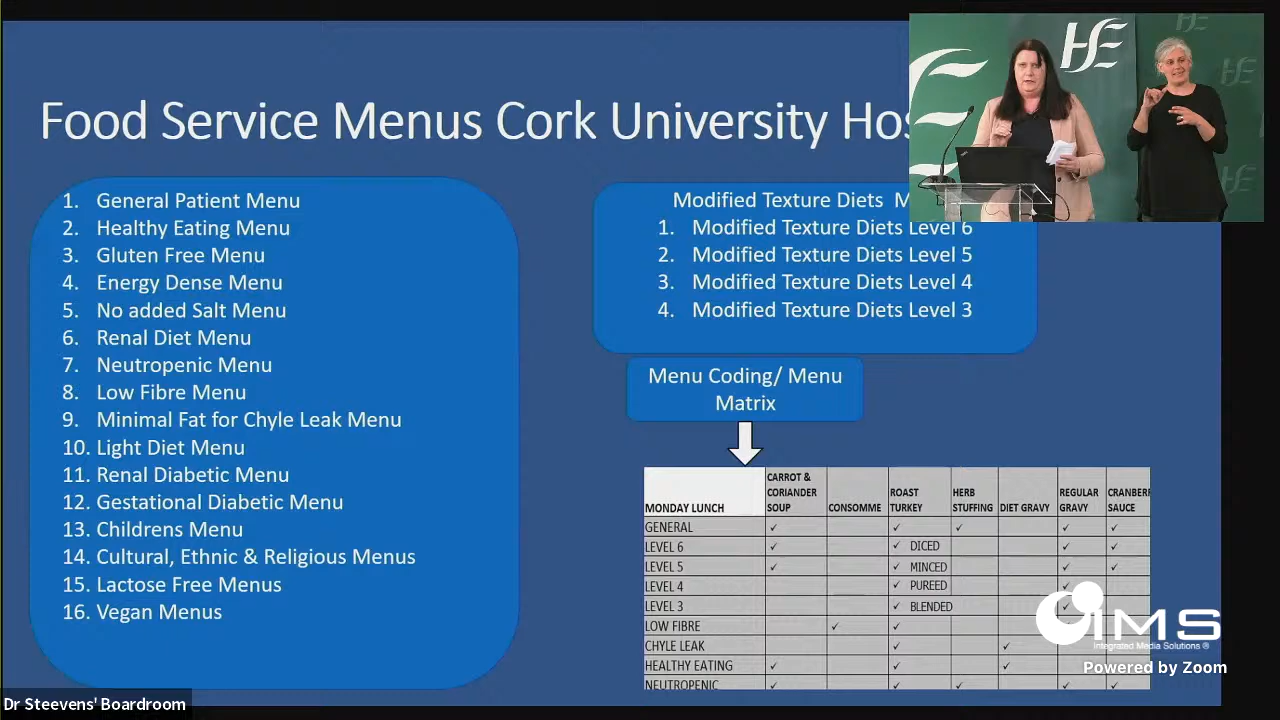 Food Service Menus Cork University Hos
1. General Patient Menu
2. Healthy Eating Menu
3. Gluten Free Menu
4. Energy Dense Menu
5. No added Salt Menu
6. Renal Diet Menu
7. Neutropenic Menu
8. Low Fibre Menu
9. Minimal Fat for Chyle Leak Menu
10. Light Diet Menu
11. Renal Diabetic Menu
12. Gestational Diabetic Menu
13. Childrens Menu
14. Cultural, Ethnic & Religious Menus
15. Lactose Free Menus
16. Vegan Menus
Modified Texture Diets M
1. Modified Texture Diets Level 6
2. Modified Texture Diets Level 5
3. Modified Texture Diets Level 4
4. Modified Texture Diets Level 3
Menu Coding/ Menu
Matrix
MONDAY LUNCH CARROT & CORIANDER SOUP CONSOMME ROAST TURKEY HERB STUFFING DIET GRAVY REGULAR GRAVY CRANBERR SAUCE
GENERAL ✓ ✓ ✓ ✓ ✓
LEVEL 6 ✓ ✓ DICED ✓ ✓
LEVEL 5 ✓ ✓ MINCED ✓ ✓
LEVEL 4 ✓ PUREED ✓
LEVEL 3 ✓ BLENDED ✓
LOW FIBRE ✓ ✓
CHYLE LEAK ✓ ✓
HEALTHY EATING ✓ ✓ ✓
NEUTROPENIC ✓ ✓ ✓ ✓ ✓
HE
HE
HE
HE
iMS
Integrated Media Solutions ®
Powered by Zoom
Dr Steevens' Boardroom